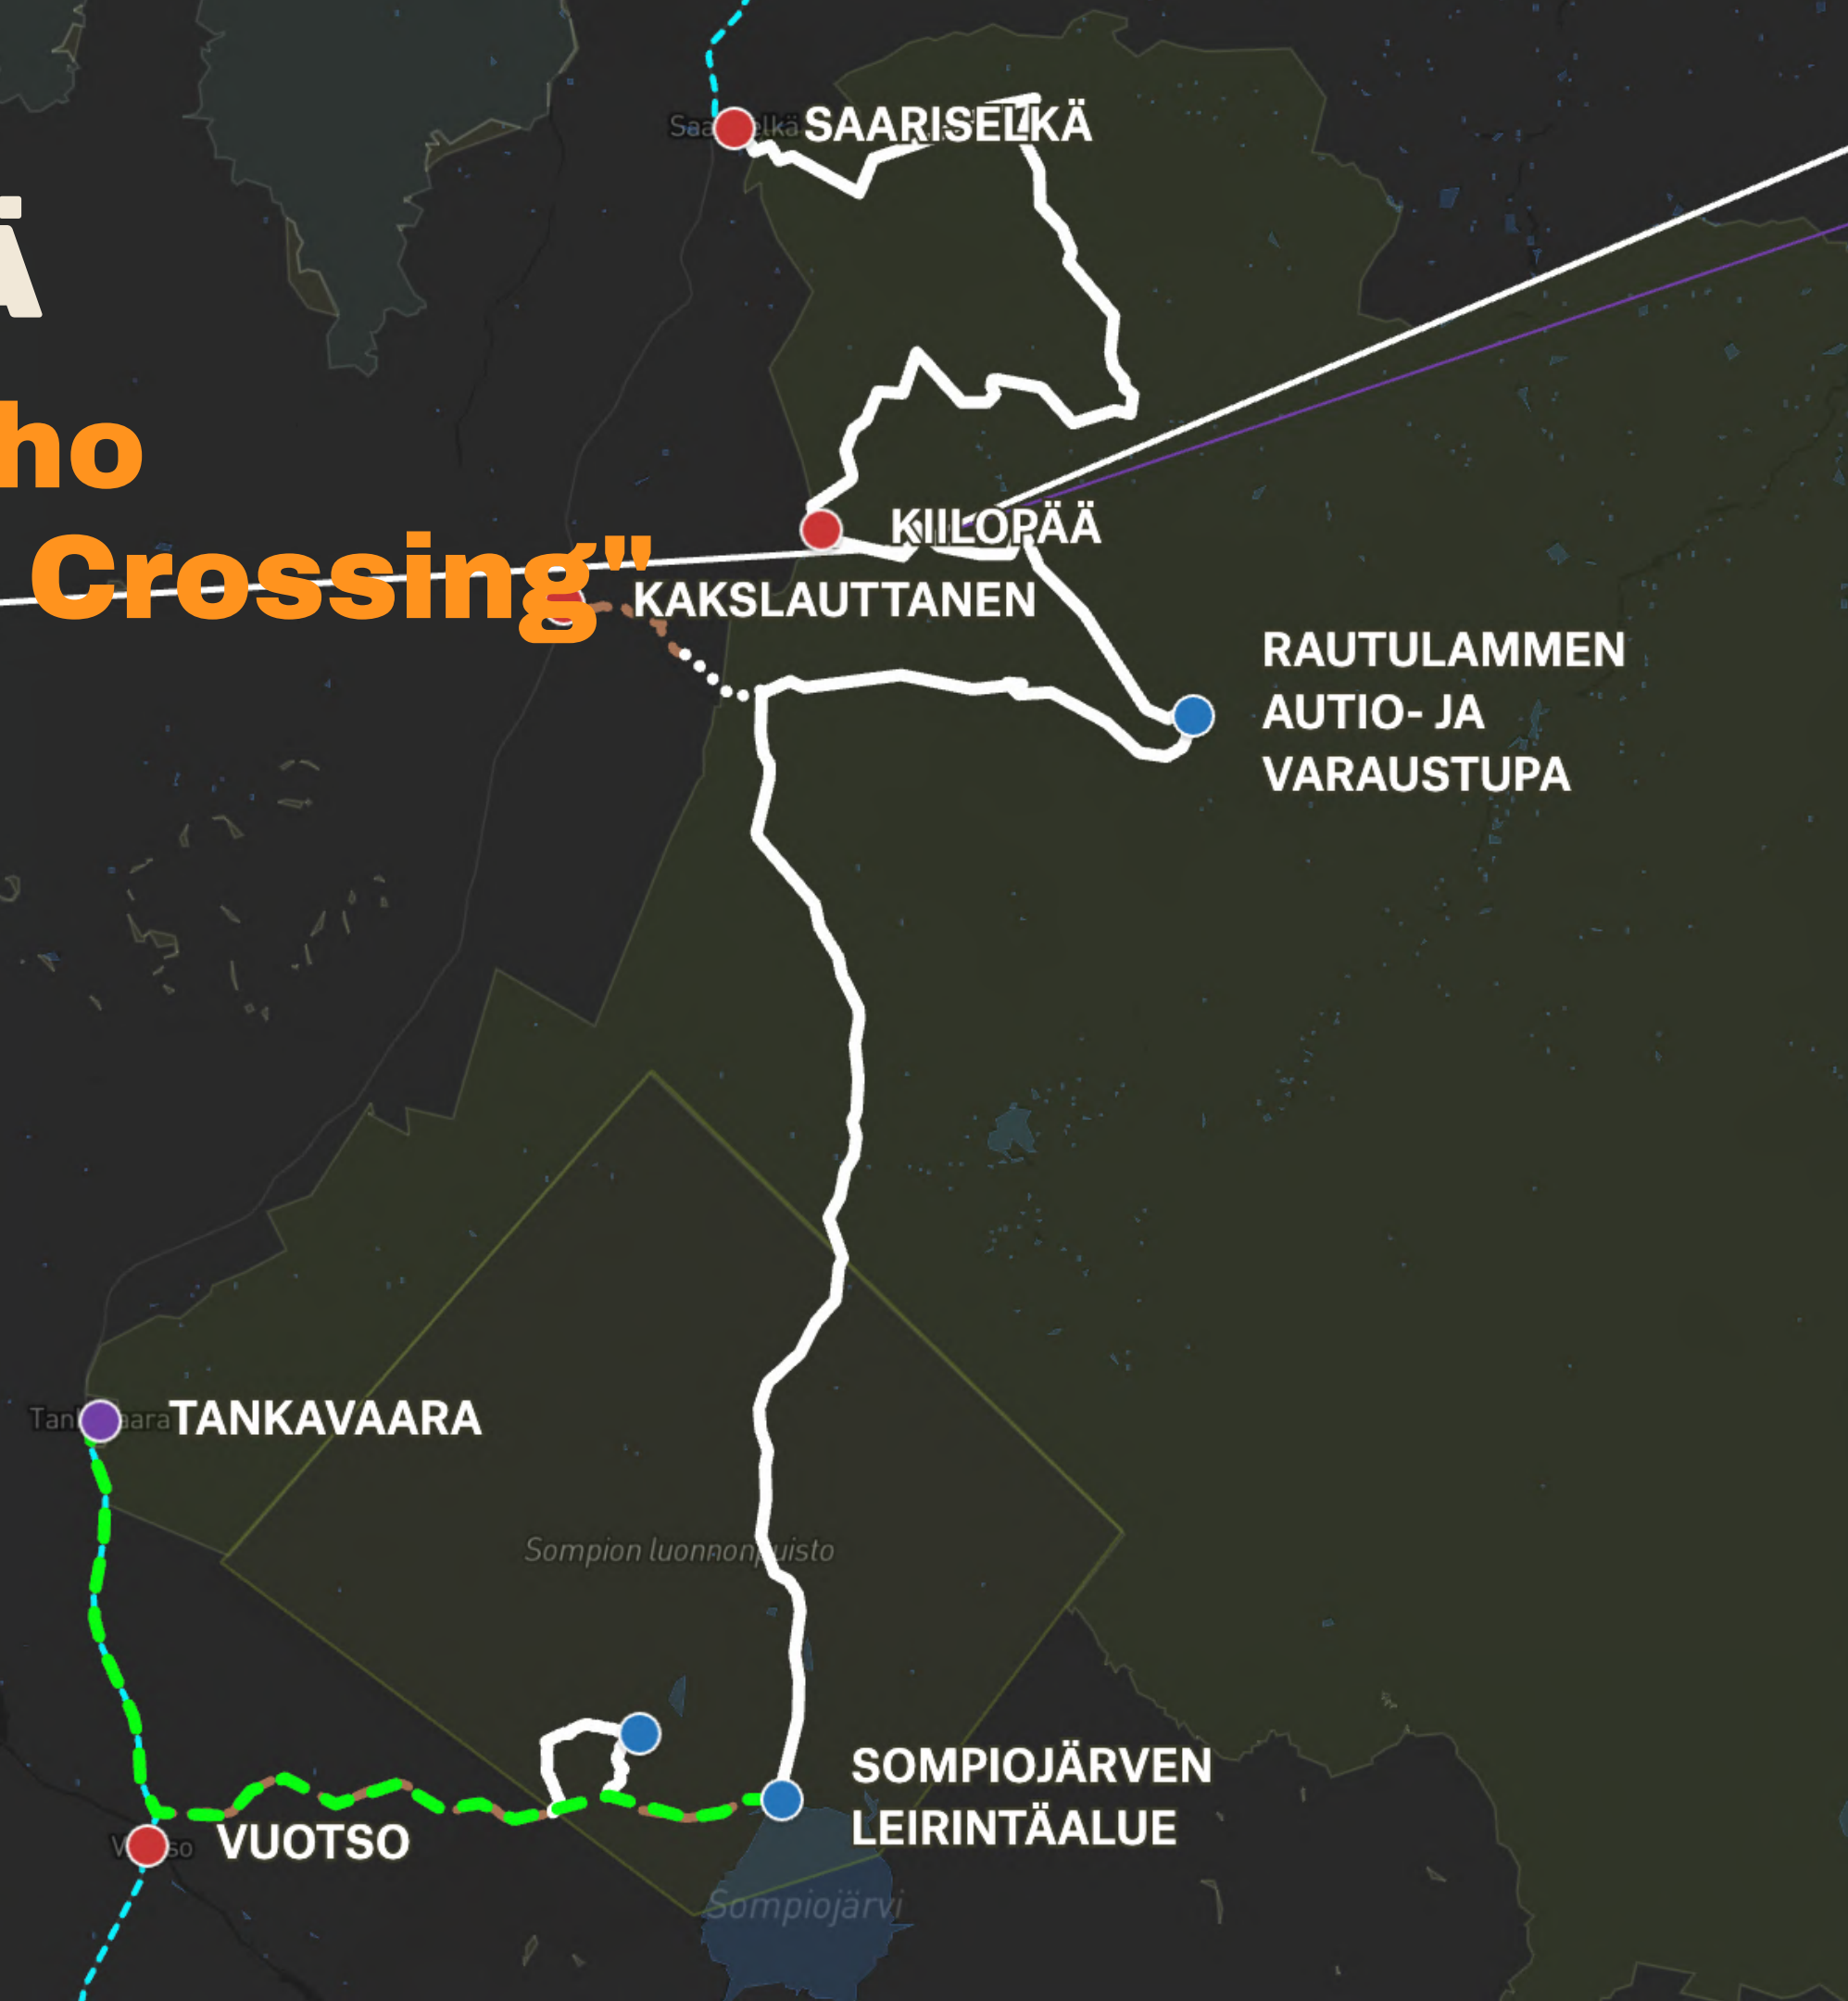 SAARISELKÄ
Ä
ho
Crossing"
KIILOPÄÄ
KAKSLAUTTANEN
RAUTULAMMEN
AUTIO- JA
VARAUSTUPA
TANKAVAARA
Sompion luonnonpuisto
SOMPIOJÄRVEN
LEIRINTÄALUE
VUOTSO
Sompiojärvi